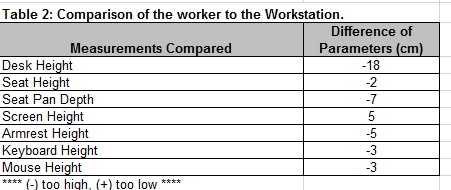 Table 2: Comparison of the worker to the Workstation.
Measurements Compared Difference of Parameters (cm)
Desk Height -18
Seat Height -2
Seat Pan Depth -7
Screen Height 5
Armrest Height -5
Keyboard Height -3
Mouse Height -3
**** (-) too high, (+) too low ****